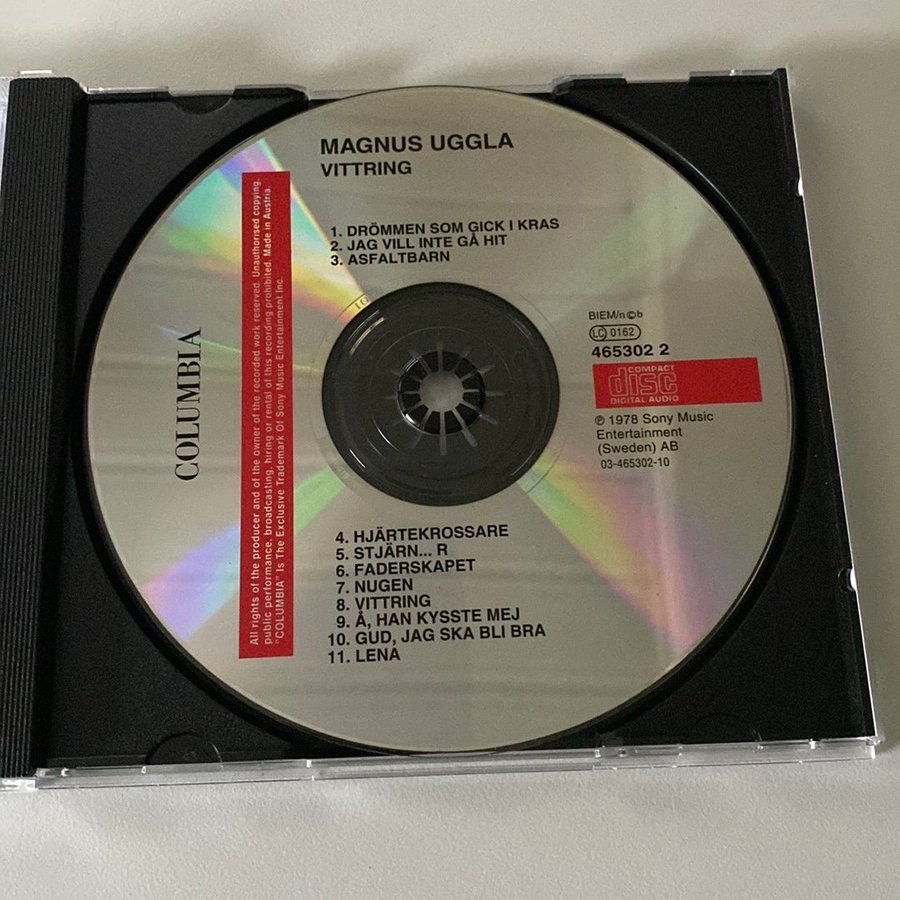 MAGNUS UGGLA
VITTRING
1. DRÖMMEN SOM GICK I KRAS
2. JAG VILL INTE GÅ HIT
3. ASFALTBARN
All rights of the producer and of the owner of the recorded work reserved. Unauthorised copying,
public performance, broadcasting, hiring or rental of this recording prohibited. Made in Austria.
"COLUMBIA" Is The Exclusive Trademark Of Sony Music Entertainment Inc.
COLUMBIA
BIEM/n©b
LC 0162
465302 2
COMPACT
disc
DIGITAL AUDIO
℗ 1978 Sony Music
Entertainment
(Sweden) AB
03-465302-10
4. HJÄRTEKROSSARE
5. STJÄRN... R
6. FADERSKAPET
7. NUGEN
8. VITTRING
9. Å, HAN KYSSTE MEJ
10. GUD, JAG SKA BLI BRA
11. LENA